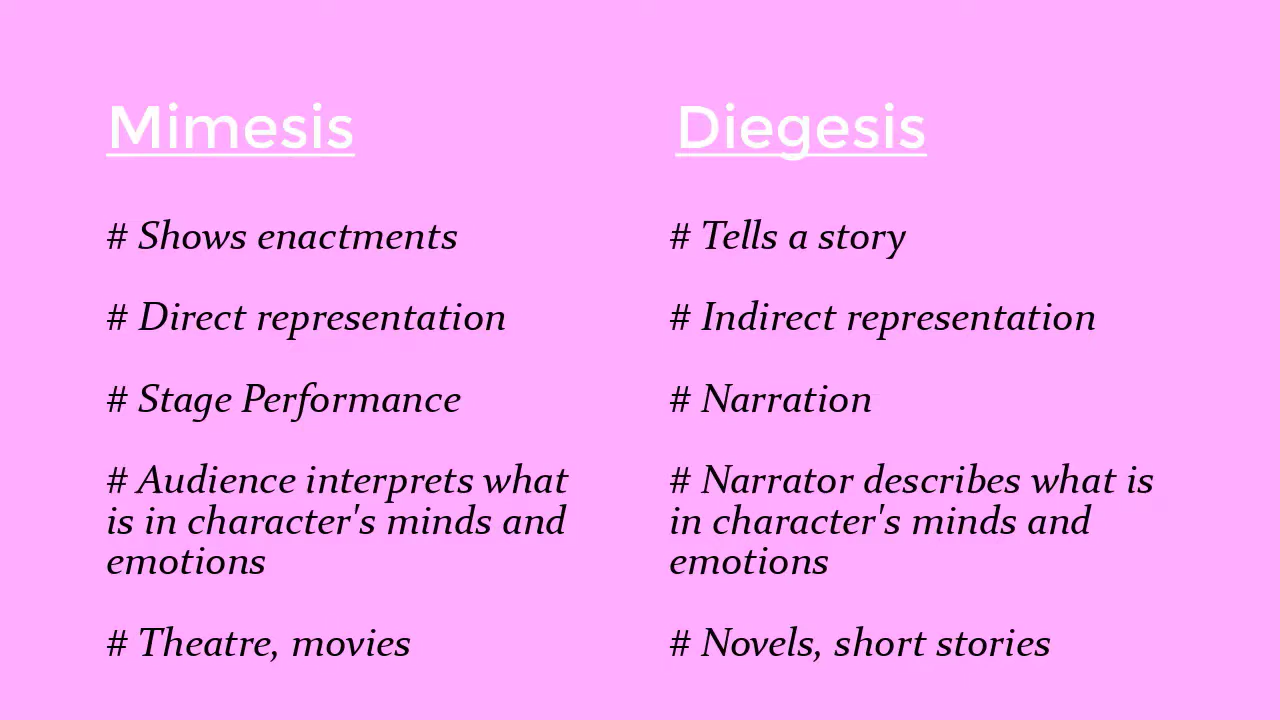 Mimesis
# Shows enactments
# Direct representation
# Stage Performance
# Audience interprets what
is in character's minds and
emotions
# Theatre, movies
Diegesis
# Tells a story
# Indirect representation
# Narration
# Narrator describes what is
in character's minds and
emotions
# Novels, short stories